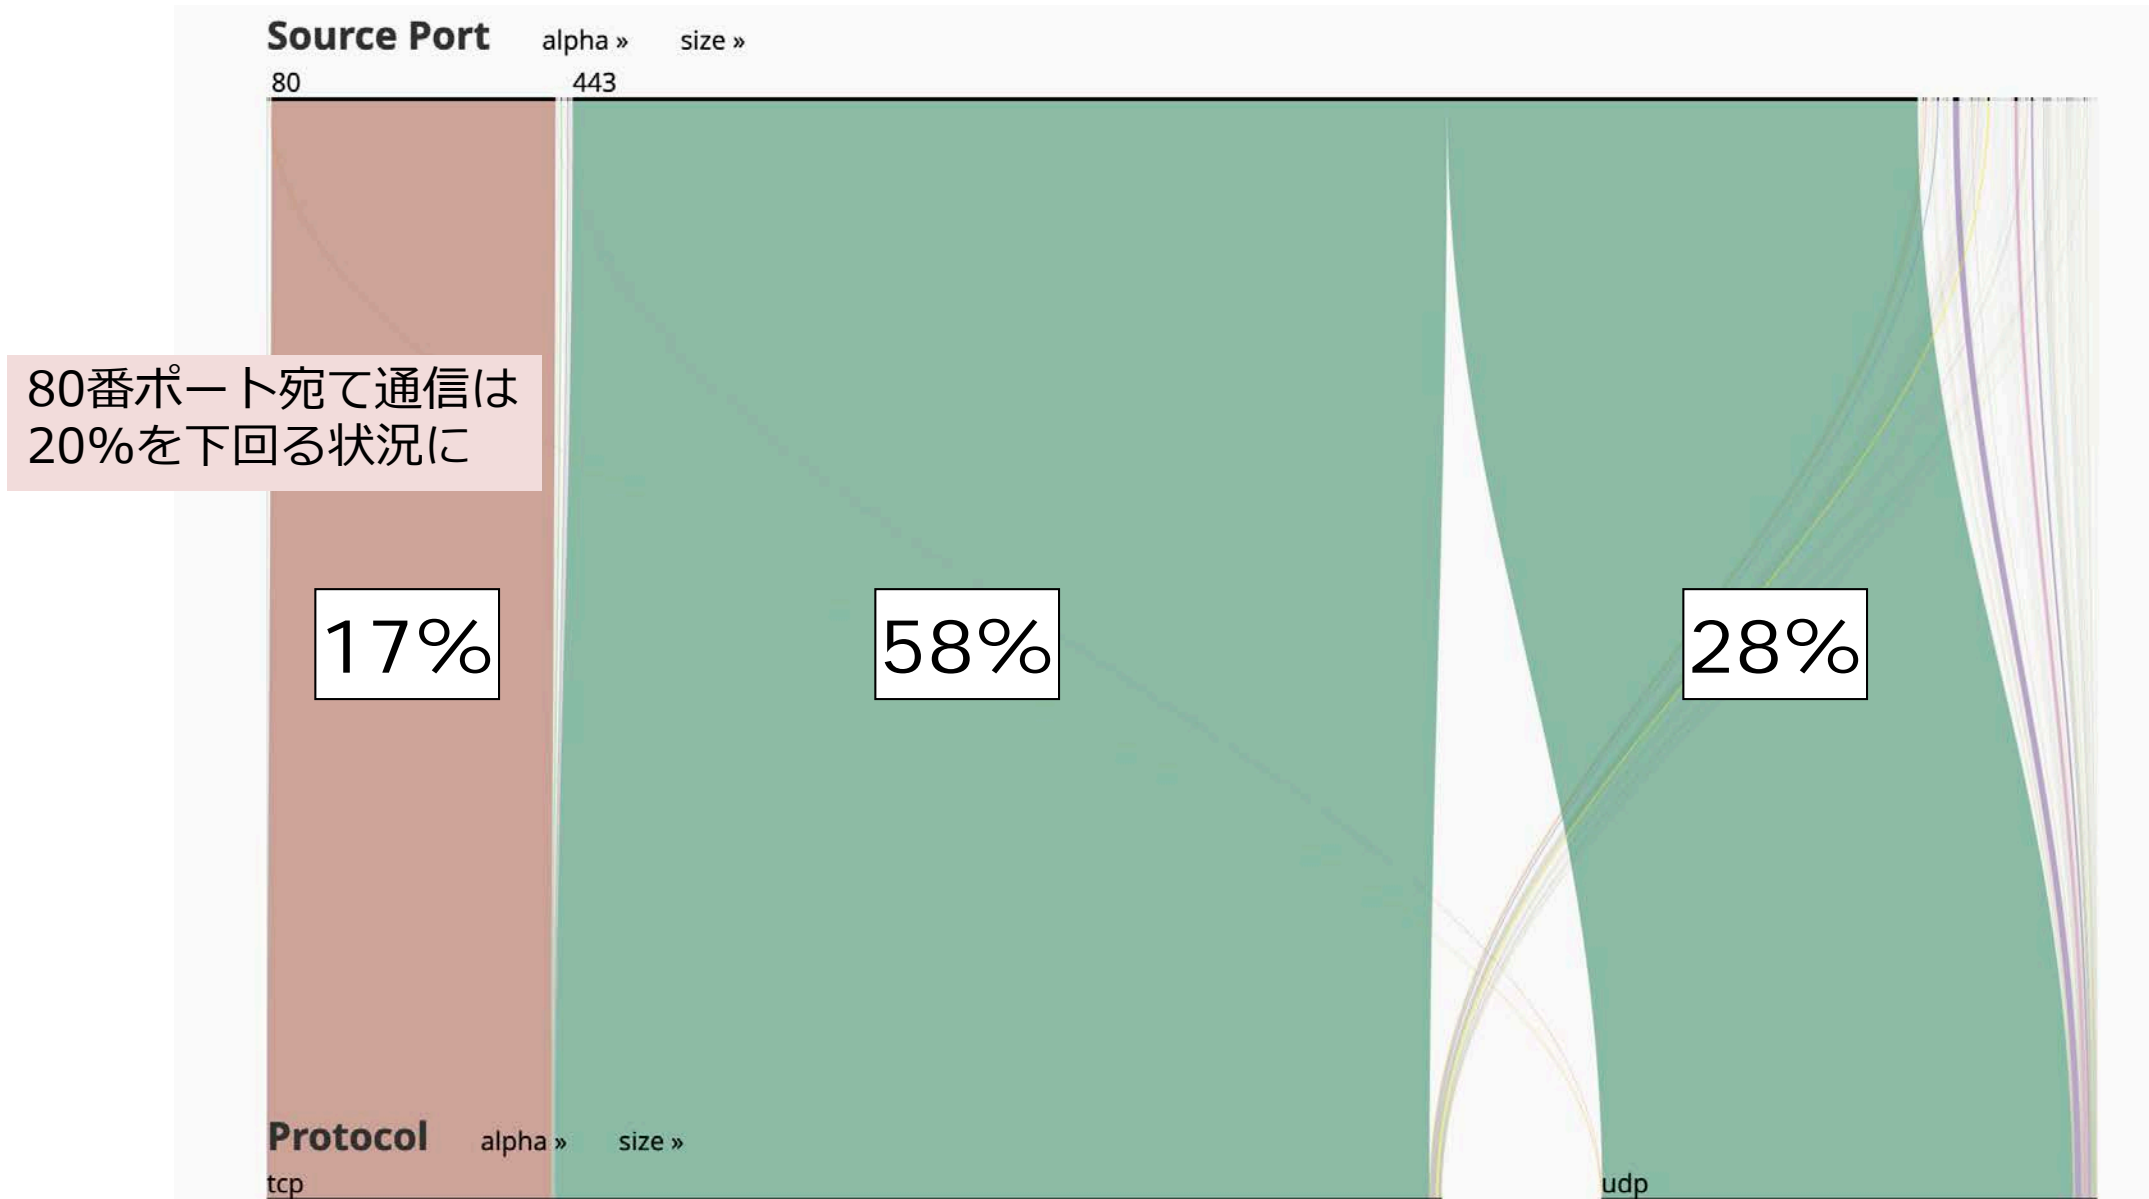 Source Port alpha » size »
80 443
80番ポート宛て通信は
20%を下回る状況に
17% 58% 28%
Protocol alpha » size »
tcp udp